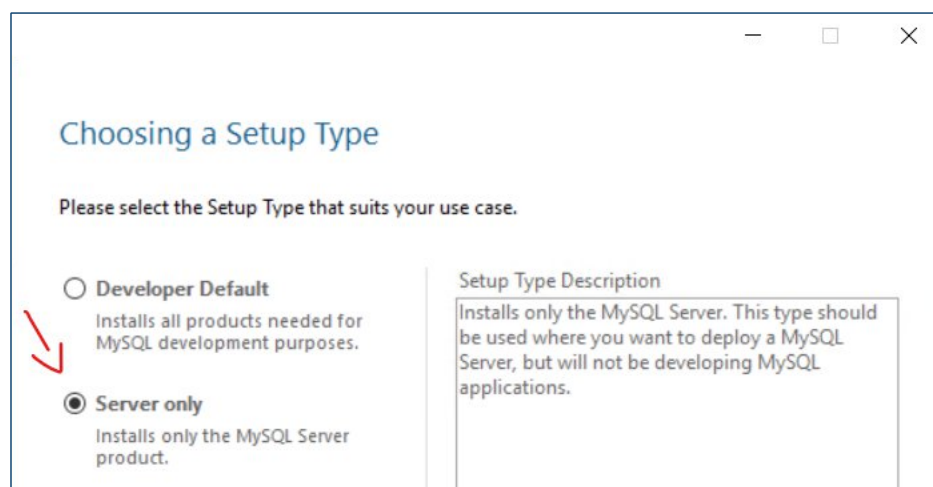 Choosing a Setup Type
Please select the Setup Type that suits your use case.
Developer Default
Installs all products needed for
MySQL development purposes.
Server only
Installs only the MySQL Server
product.
Setup Type Description
Installs only the MySQL Server. This type should
be used where you want to deploy a MySQL
Server, but will not be developing MySQL
applications.